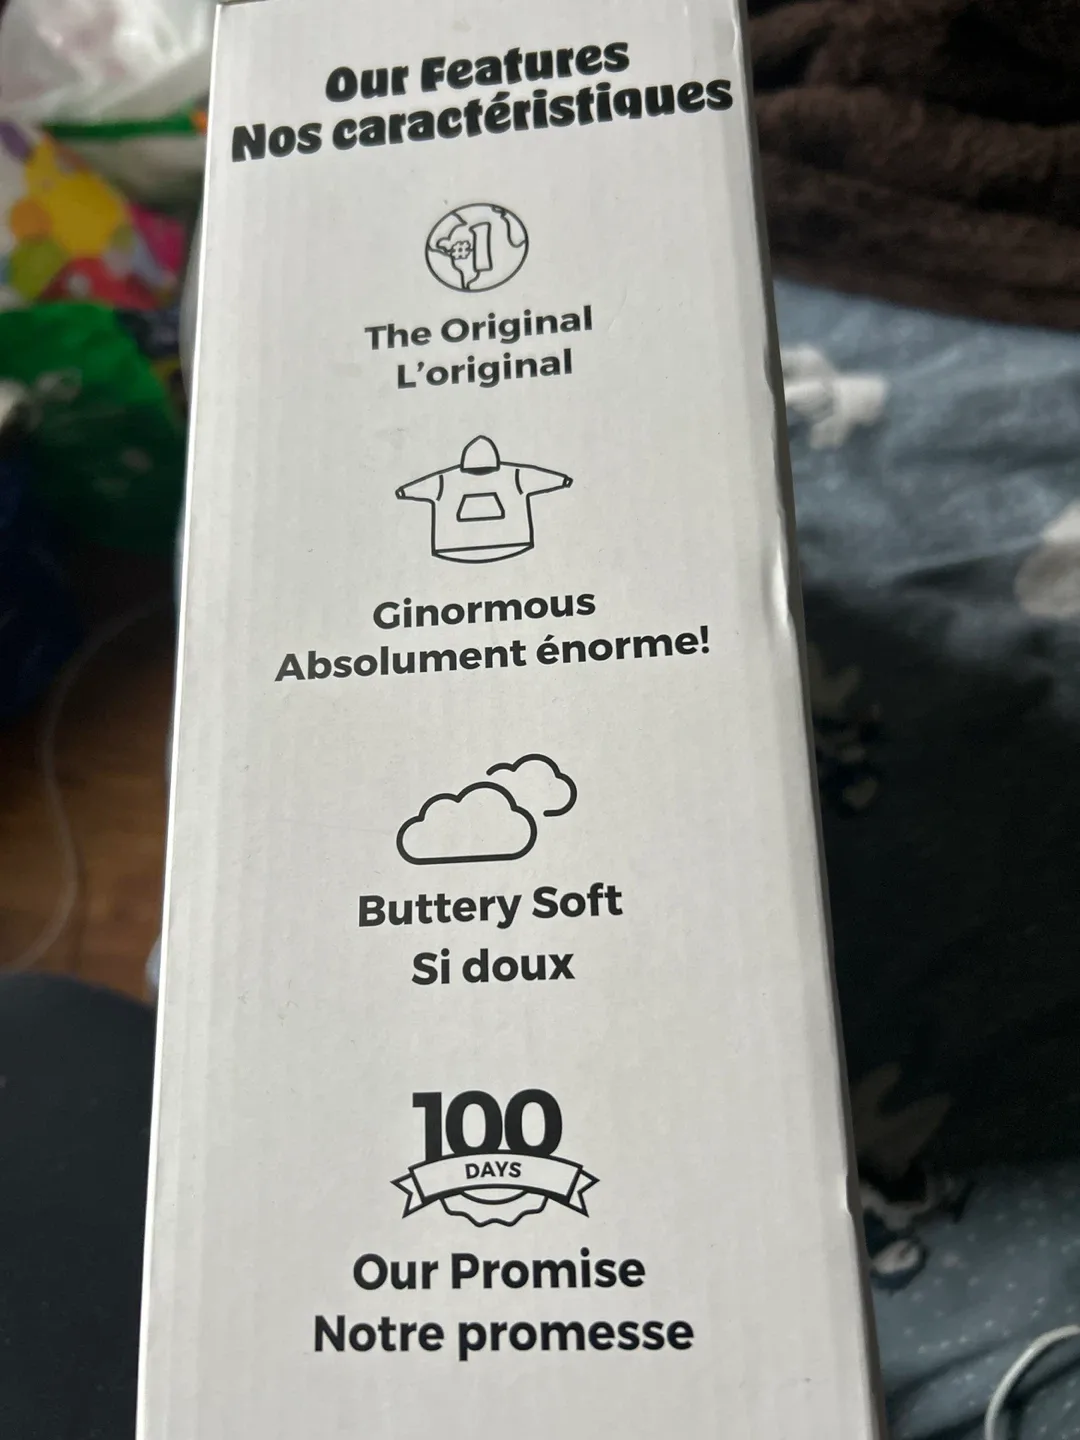 Our Features
Nos caractéristiques
#1
The Original
L'original
Ginormous
Absolument énorme!
Buttery Soft
Si doux
100
DAYS
Our Promise
Notre promesse